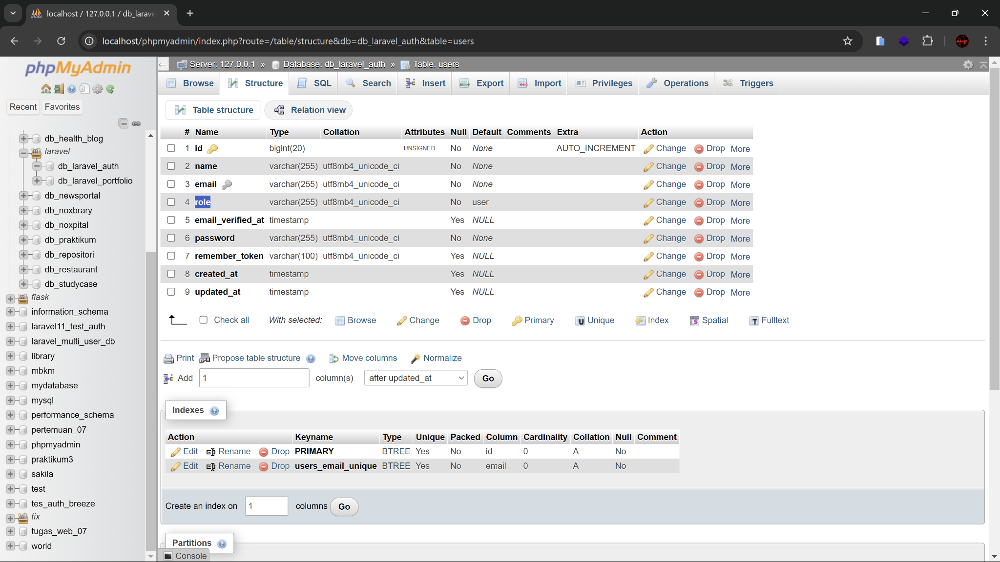 localhost / 127.0.0.1 / db_larave
localhost/phpmyadmin/index.php?route=/table/structure&db=db_laravel_auth&table=users
phpMyAdmin
Recent Favorites
db_health_blog
laravel
db_laravel_auth
db_laravel_portfolio
db_newsportal
db_noxbrary
db_noxpital
db_praktikum
db_repositori
db_restaurant
db_studycase
flask
information_schema
laravel11_test_auth
laravel_multi_user_db
library
mbkm
mydatabase
mysql
performance_schema
pertemuan_07
phpmyadmin
praktikum3
sakila
test
tes_auth_breeze
tix
tugas_web_07
world
Server: 127.0.0.1 » Database: db_laravel_auth » Table: users
Browse Structure SQL Search Insert Export Import Privileges Operations Triggers
Table structure Relation view
# Name Type Collation Attributes Null Default Comments Extra Action
1 id bigint(20) UNSIGNED No None AUTO_INCREMENT Change Drop More
2 name varchar(255) utf8mb4_unicode_ci No None Change Drop More
3 email varchar(255) utf8mb4_unicode_ci No None Change Drop More
4 role varchar(255) utf8mb4_unicode_ci No user Change Drop More
5 email_verified_at timestamp Yes NULL Change Drop More
6 password varchar(255) utf8mb4_unicode_ci No None Change Drop More
7 remember_token varchar(100) utf8mb4_unicode_ci Yes NULL Change Drop More
8 created_at timestamp Yes NULL Change Drop More
9 updated_at timestamp Yes NULL Change Drop More
Check all With selected: Browse Change Drop Primary Unique Index Spatial Fulltext
Print Propose table structure Move columns Normalize
Add 1 column(s) after updated_at Go
Indexes
Action Keyname Type Unique Packed Column Cardinality Collation Null Comment
Edit Rename Drop PRIMARY BTREE Yes No id 0 A No
Edit Rename Drop users_email_unique BTREE Yes No email 0 A No
Create an index on 1 columns Go
Partitions
Console